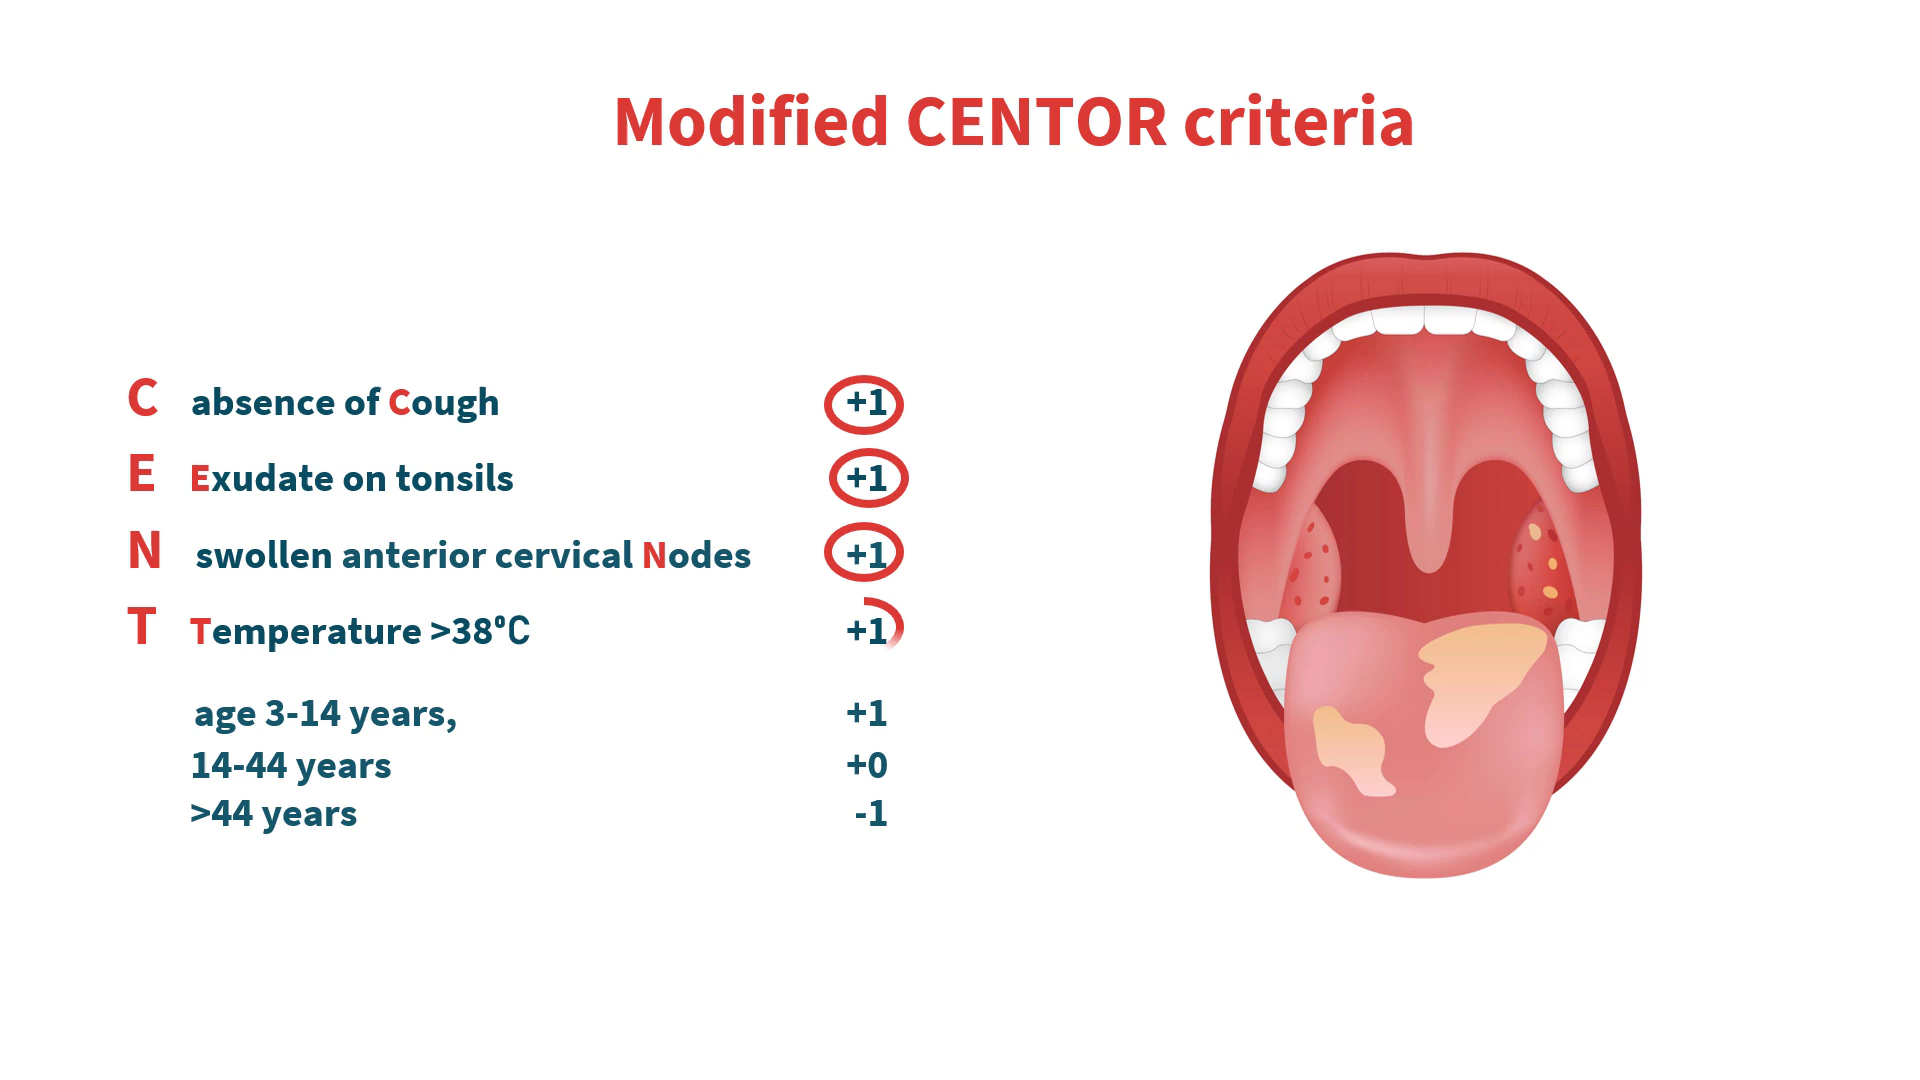 Modified CENTOR criteria
C absence of Cough +1
E Exudate on tonsils +1
N swollen anterior cervical Nodes +1
T Temperature >38°C +1
age 3-14 years, +1
14-44 years +0
>44 years -1